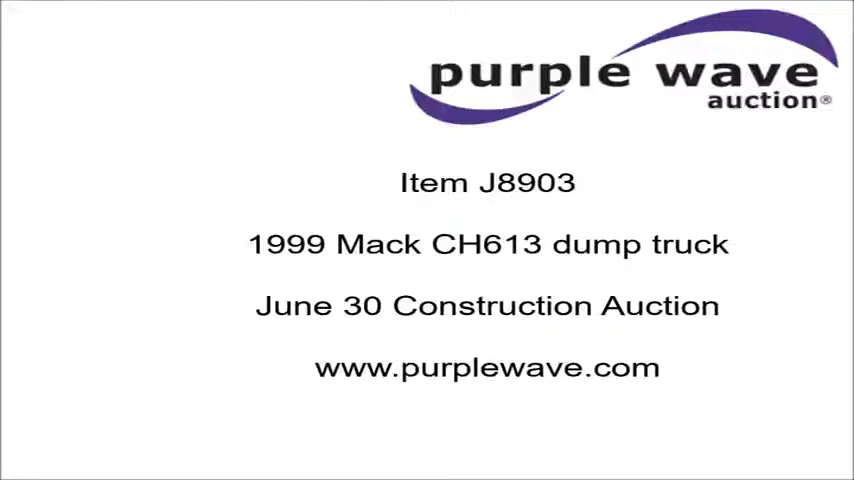 purple wave
auction®
Item J8903
1999 Mack CH613 dump truck
June 30 Construction Auction
www.purplewave.com